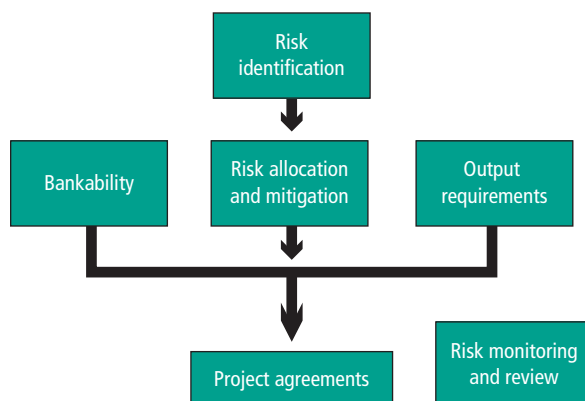 Risk
identification
Bankability
Risk allocation
and mitigation
Output
requirements
Project agreements
Risk monitoring
and review